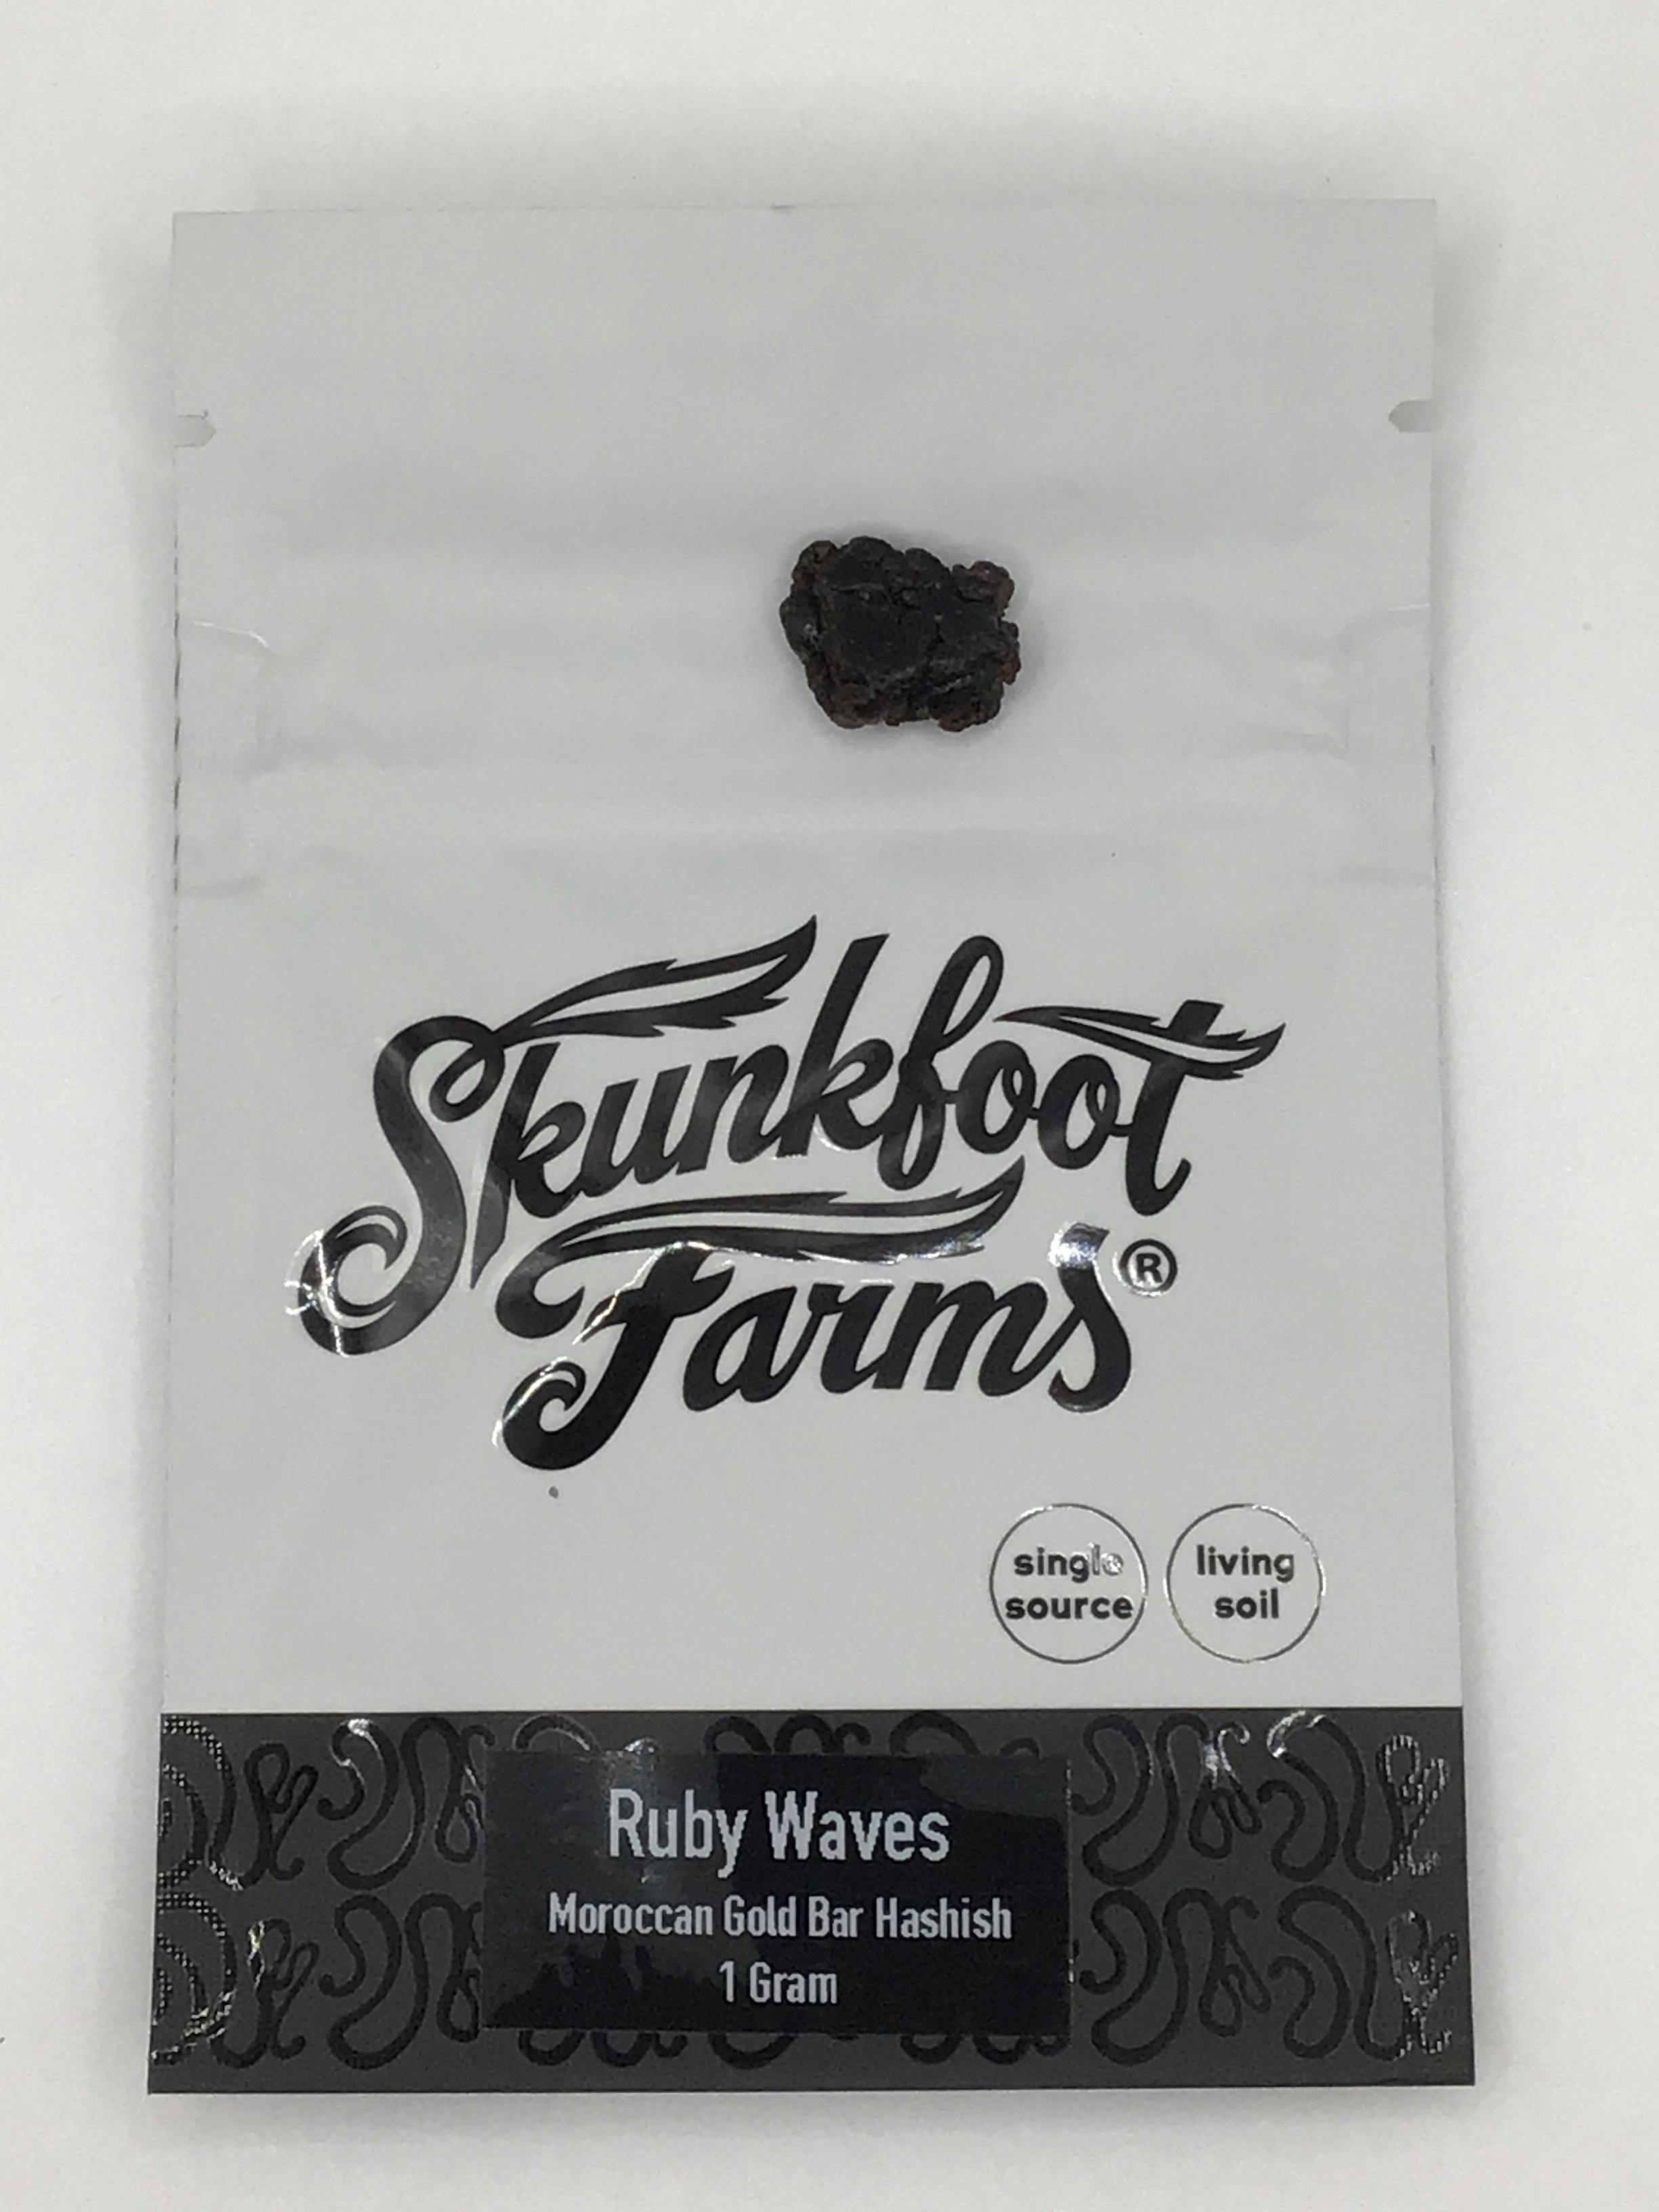 Skunkfoot
Farms®
single
source
living
soil
Ruby Waves
Moroccan Gold Bar Hashish
1 Gram